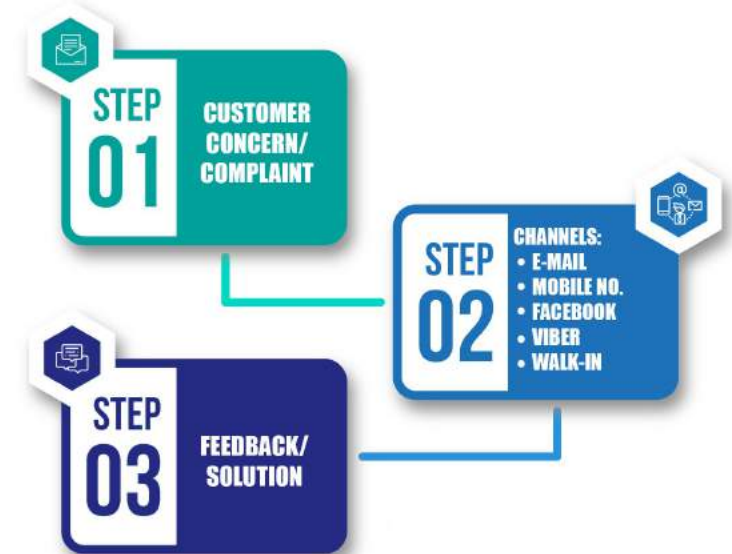 STEP
01
CUSTOMER
CONCERN/
COMPLAINT
STEP
02
CHANNELS:
• E-MAIL
• MOBILE NO.
• FACEBOOK
• VIBER
• WALK-IN
STEP
03
FEEDBACK/
SOLUTION